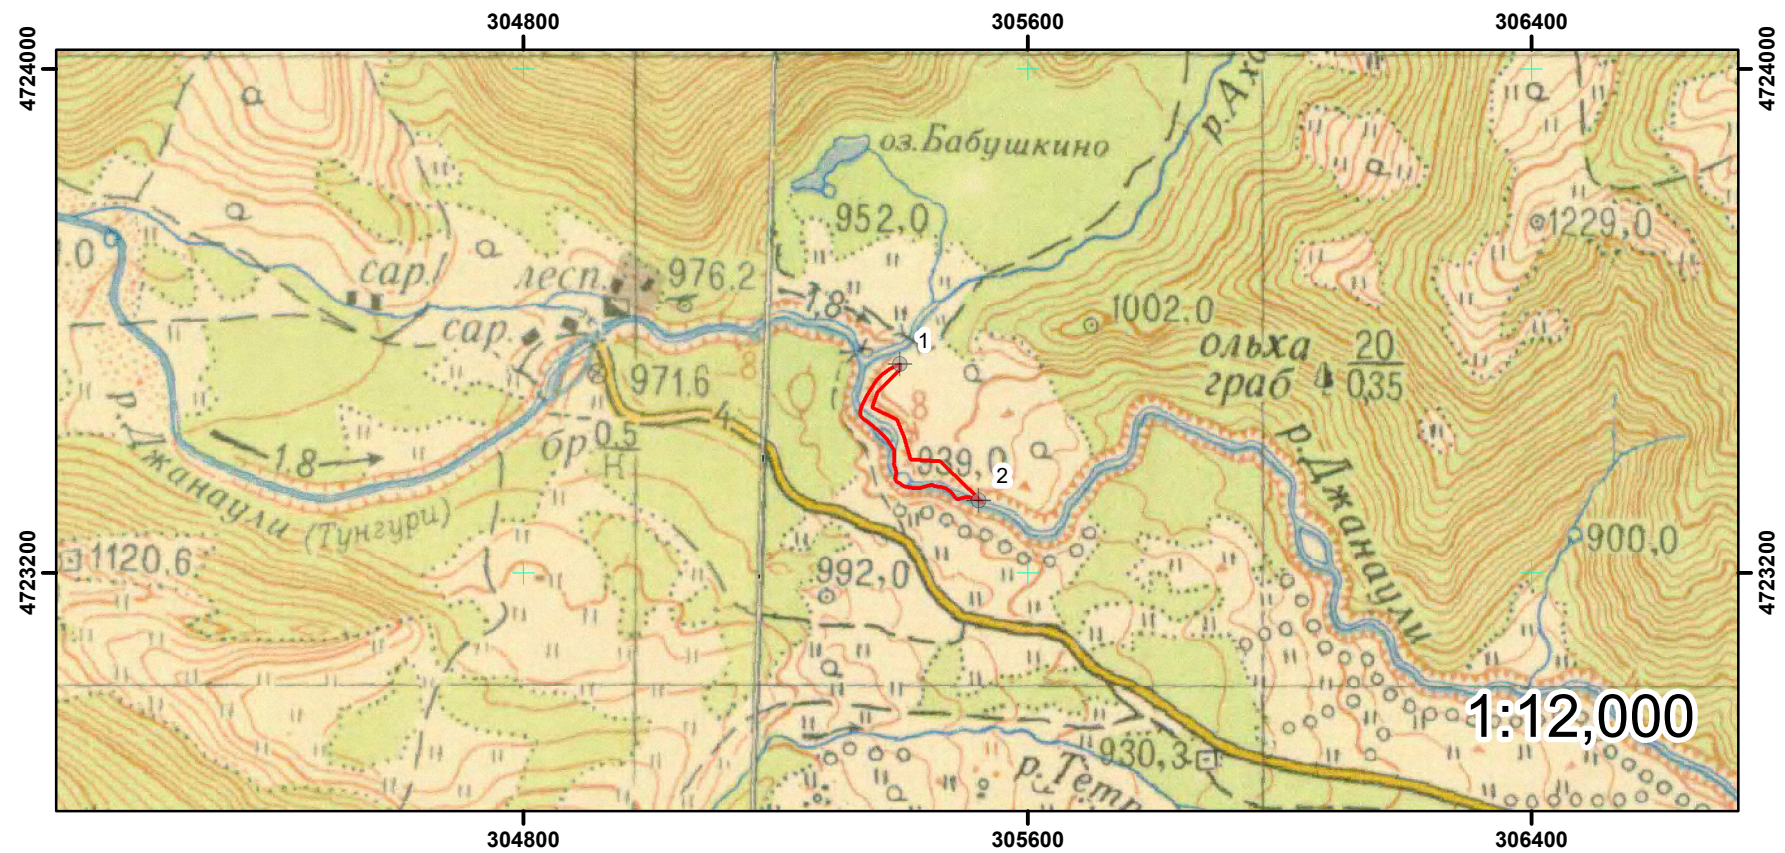 304800 305600 306400
4724000 4724000
р.Ахо
оз.Бабушкино
952,0
1229,0
.0
сар.
лесп.
976.2
1,8
1002.0
сар.
1
ольха 20
граб 0,35
971.6
8
8
4
р.Джанаули (Тунгури)
1.8
бр 0.5
Н
939,0
2
р.Джанаули
900,0
4723200 4723200
1120.6
992,0
1:12,000
930,3
р.Тетр
304800 305600 306400